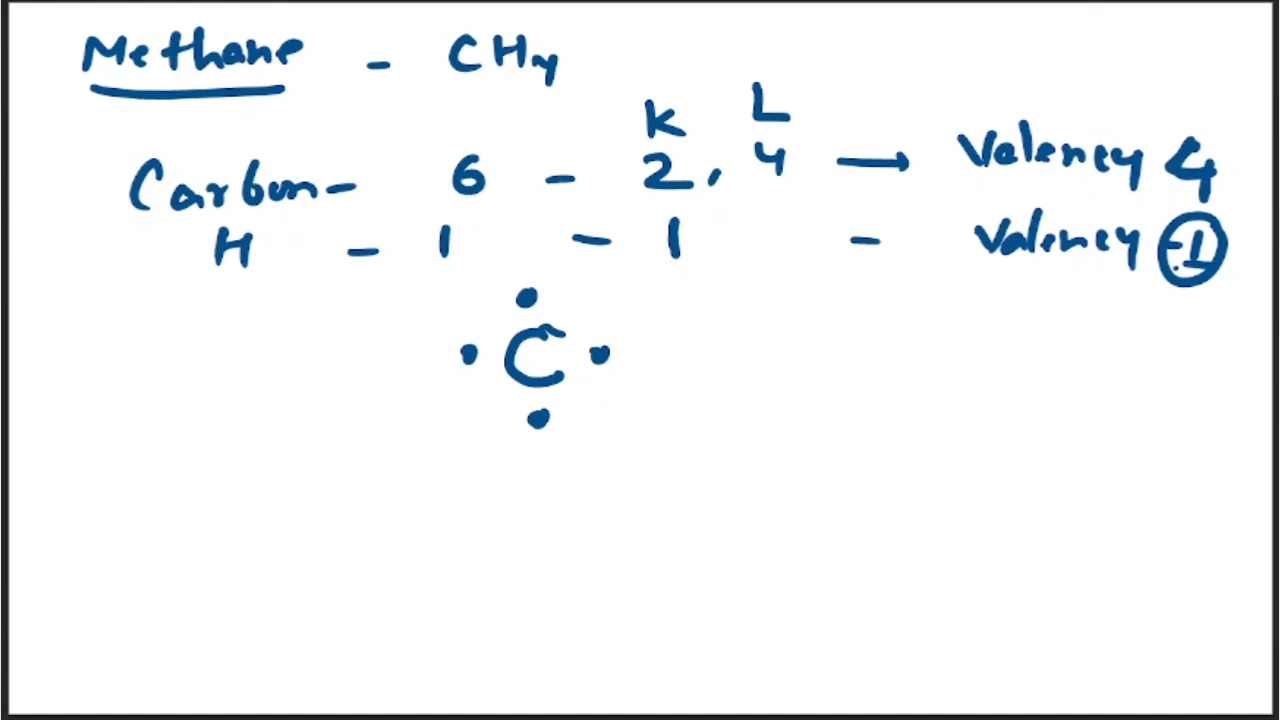 Methane - CH4
K L
Carbon - 6 - 2, 4 → Valency 4
H - 1 - 1 - Valency -1
C